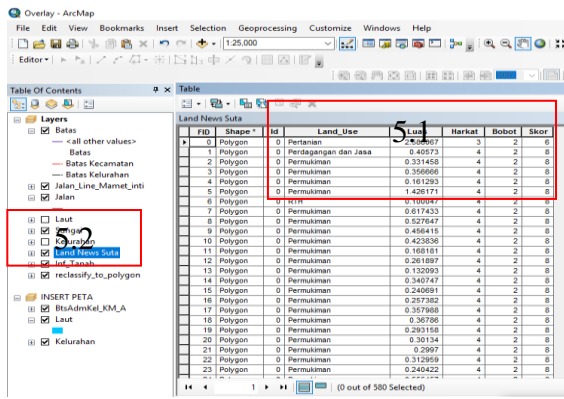 Overlay - ArcMap
File Edit View Bookmarks Insert Selection Geoprocessing Customize Windows Help
1:25,000
Editor
Table Of Contents
Layers
Batas
<all other values>
Batas
Batas Kecamatan
Batas Kelurahan
Jalan_Line_Mamet_inti
Jalan
Laut
Sungai
Kelurahan
Land News Suta
Inf_Tanah
reclassify_to_polygon
INSERT PETA
BtsAdmKel_KM_A
Laut
Kelurahan
5.2
Table
Land News Suta
5.1
FID Shape * Id Land_Use Luas Harkat Bobot Skor
0 Polygon 0 Pertanian 3 2 6
1 Polygon 0 Perdagangan dan Jasa 0.40573 4 2 8
2 Polygon 0 Permukiman 0.331458 4 2 8
3 Polygon 0 Permukiman 0.356666 4 2 8
4 Polygon 0 Permukiman 0.161293 4 2 8
5 Polygon 0 Permukiman 1.426171 4 2 8
6 Polygon 0 RTH 0.100047 4 2 8
7 Polygon 0 Permukiman 0.617433 4 2 8
8 Polygon 0 Permukiman 0.527647 4 2 8
9 Polygon 0 Permukiman 0.456415 4 2 8
10 Polygon 0 Permukiman 0.423836 4 2 8
11 Polygon 0 Permukiman 0.168181 4 2 8
12 Polygon 0 Permukiman 0.261897 4 2 8
13 Polygon 0 Permukiman 0.132093 4 2 8
14 Polygon 0 Permukiman 0.340747 4 2 8
15 Polygon 0 Permukiman 0.240691 4 2 8
16 Polygon 0 Permukiman 0.257382 4 2 8
17 Polygon 0 Permukiman 0.357988 4 2 8
18 Polygon 0 Permukiman 0.36786 4 2 8
19 Polygon 0 Permukiman 0.293158 4 2 8
20 Polygon 0 Permukiman 0.30134 4 2 8
21 Polygon 0 Permukiman 0.2997 4 2 8
22 Polygon 0 Permukiman 0.312959 4 2 8
23 Polygon 0 Permukiman 0.240422 4 2 8
1 (0 out of 580 Selected)